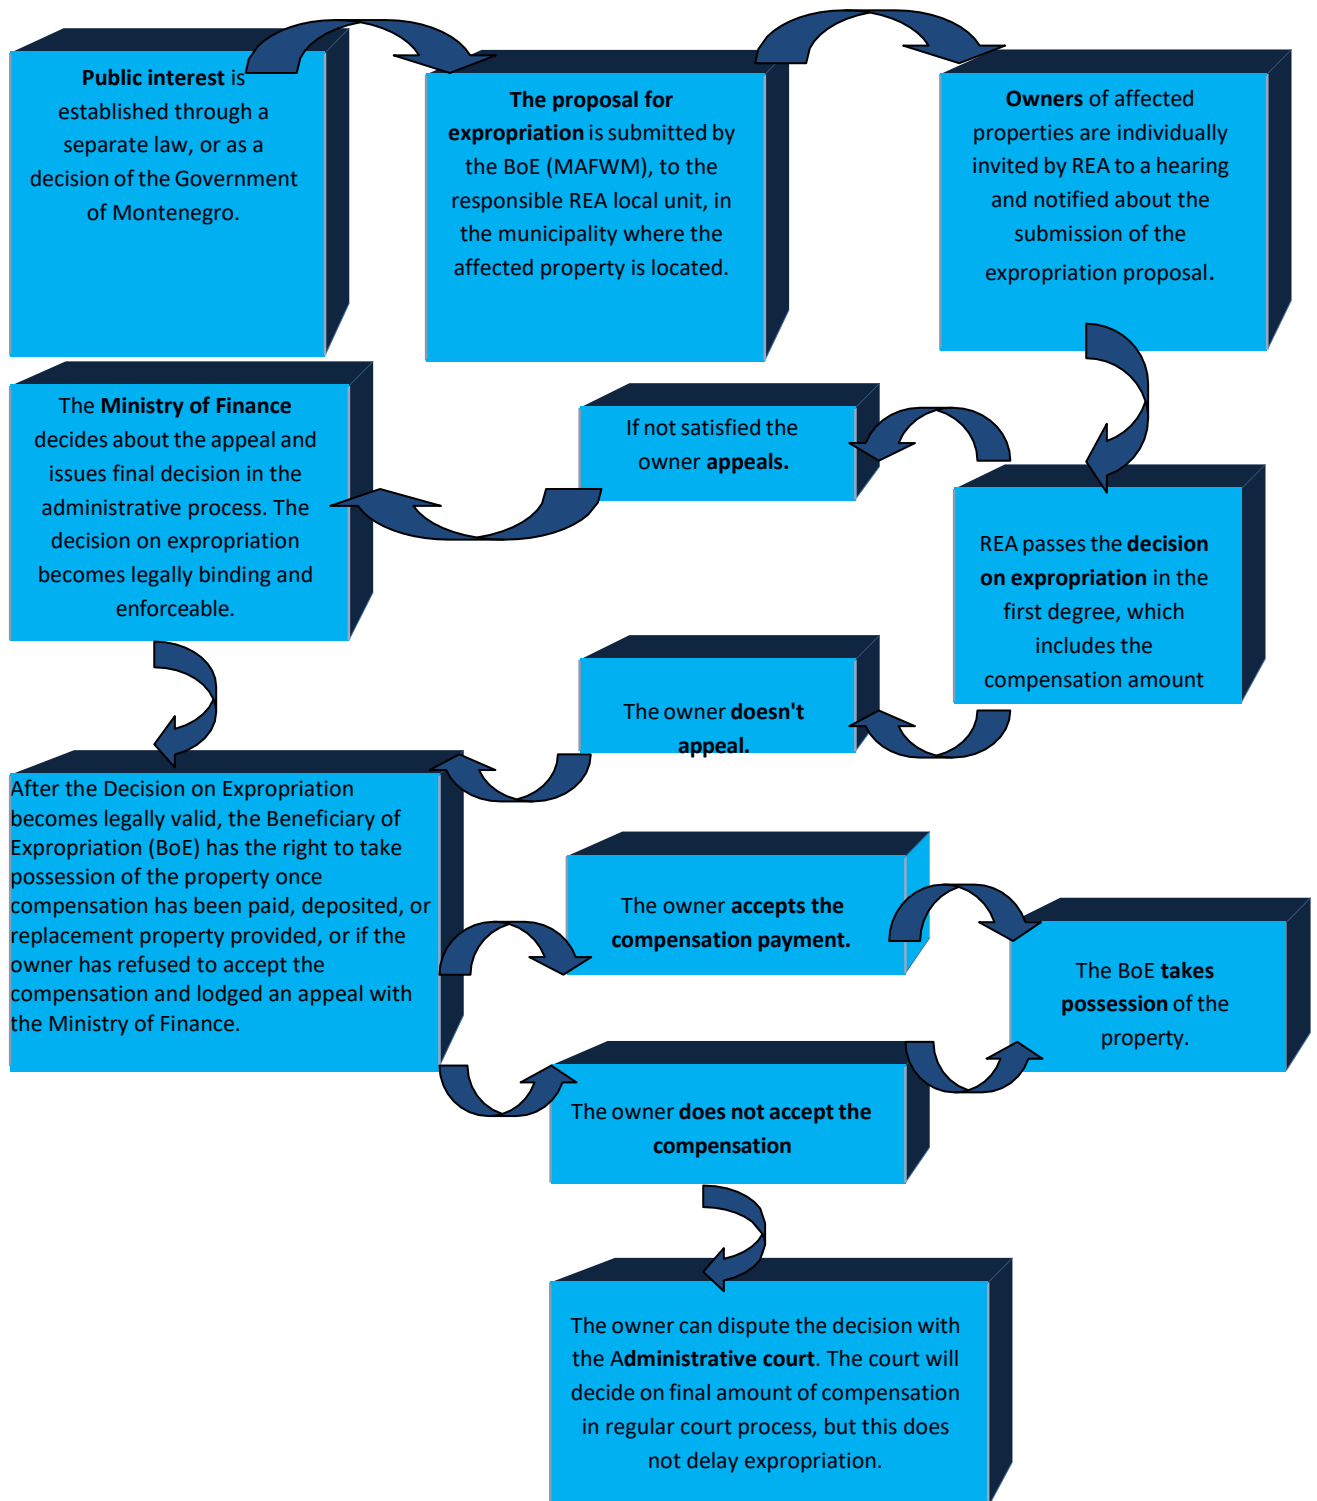 Public interest is
established through a
separate law, or as a
decision of the Government
of Montenegro.
The proposal for
expropriation is submitted by
the BoE (MAFWM), to the
responsible REA local unit, in
the municipality where the
affected property is located.
Owners of affected
properties are individually
invited by REA to a hearing
and notified about the
submission of the
expropriation proposal.
The Ministry of Finance
decides about the appeal and
issues final decision in the
administrative process. The
decision on expropriation
becomes legally binding and
enforceable.
If not satisfied the
owner appeals.
REA passes the decision
on expropriation in the
first degree, which
includes the
compensation amount
The owner doesn't
appeal.
After the Decision on Expropriation
becomes legally valid, the Beneficiary of
Expropriation (BoE) has the right to take
possession of the property once
compensation has been paid, deposited, or
replacement property provided, or if the
owner has refused to accept the
compensation and lodged an appeal with
the Ministry of Finance.
The owner accepts the
compensation payment.
The BoE takes
possession of the
property.
The owner does not accept the
compensation
The owner can dispute the decision with
the Administrative court. The court will
decide on final amount of compensation
in regular court process, but this does
not delay expropriation.